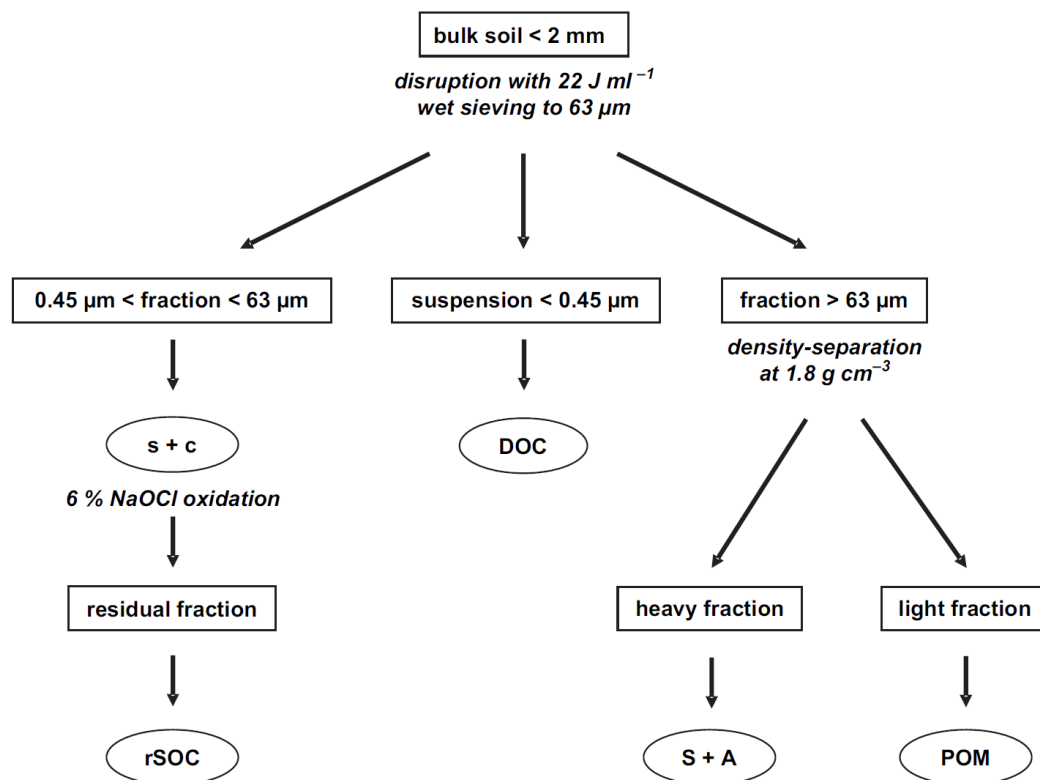 bulk soil < 2 mm
disruption with 22 J ml⁻¹
wet sieving to 63 µm
0.45 µm < fraction < 63 µm
suspension < 0.45 µm
fraction > 63 µm
density-separation
at 1.8 g cm⁻³
s + c
DOC
6 % NaOCl oxidation
residual fraction
heavy fraction
light fraction
rSOC
S + A
POM